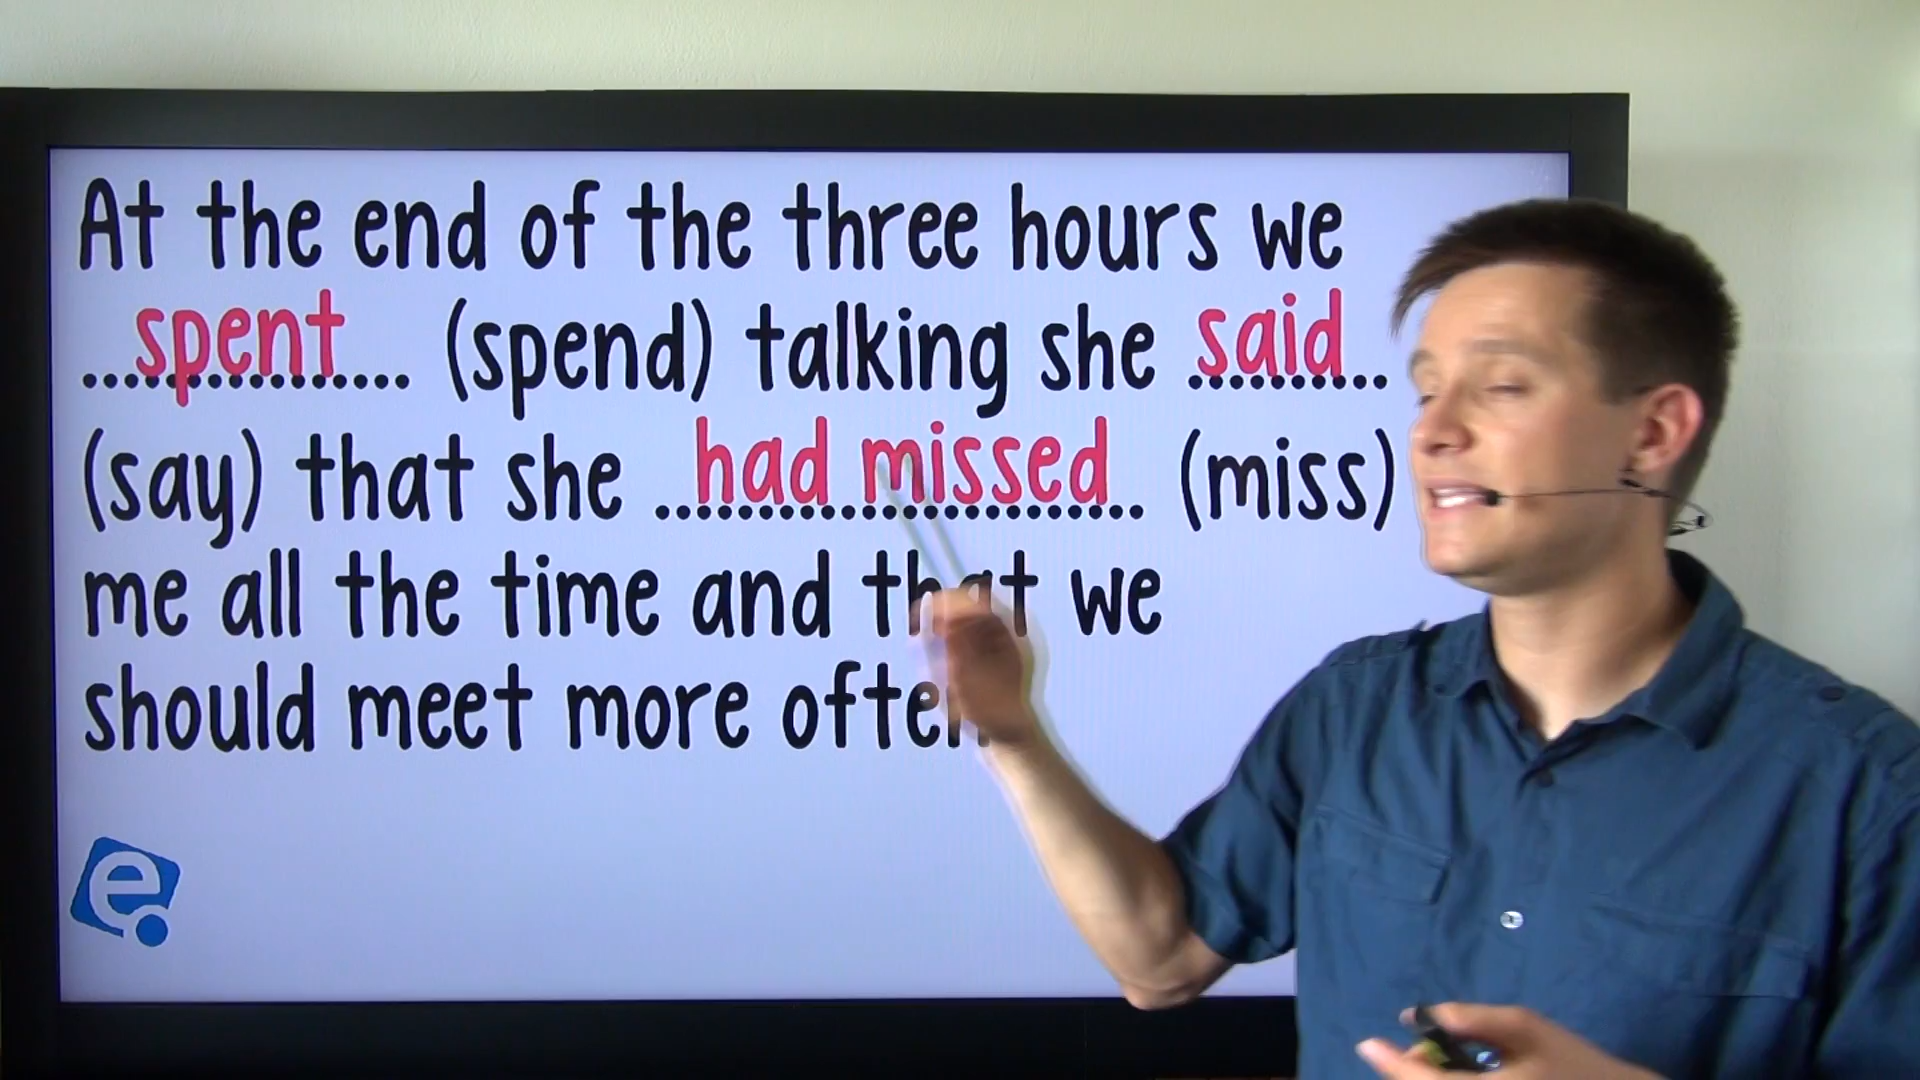 At the end of the three hours we
...spent... (spend) talking she said
(say) that she ...had missed... (miss)
me all the time and that we
should meet more often
e